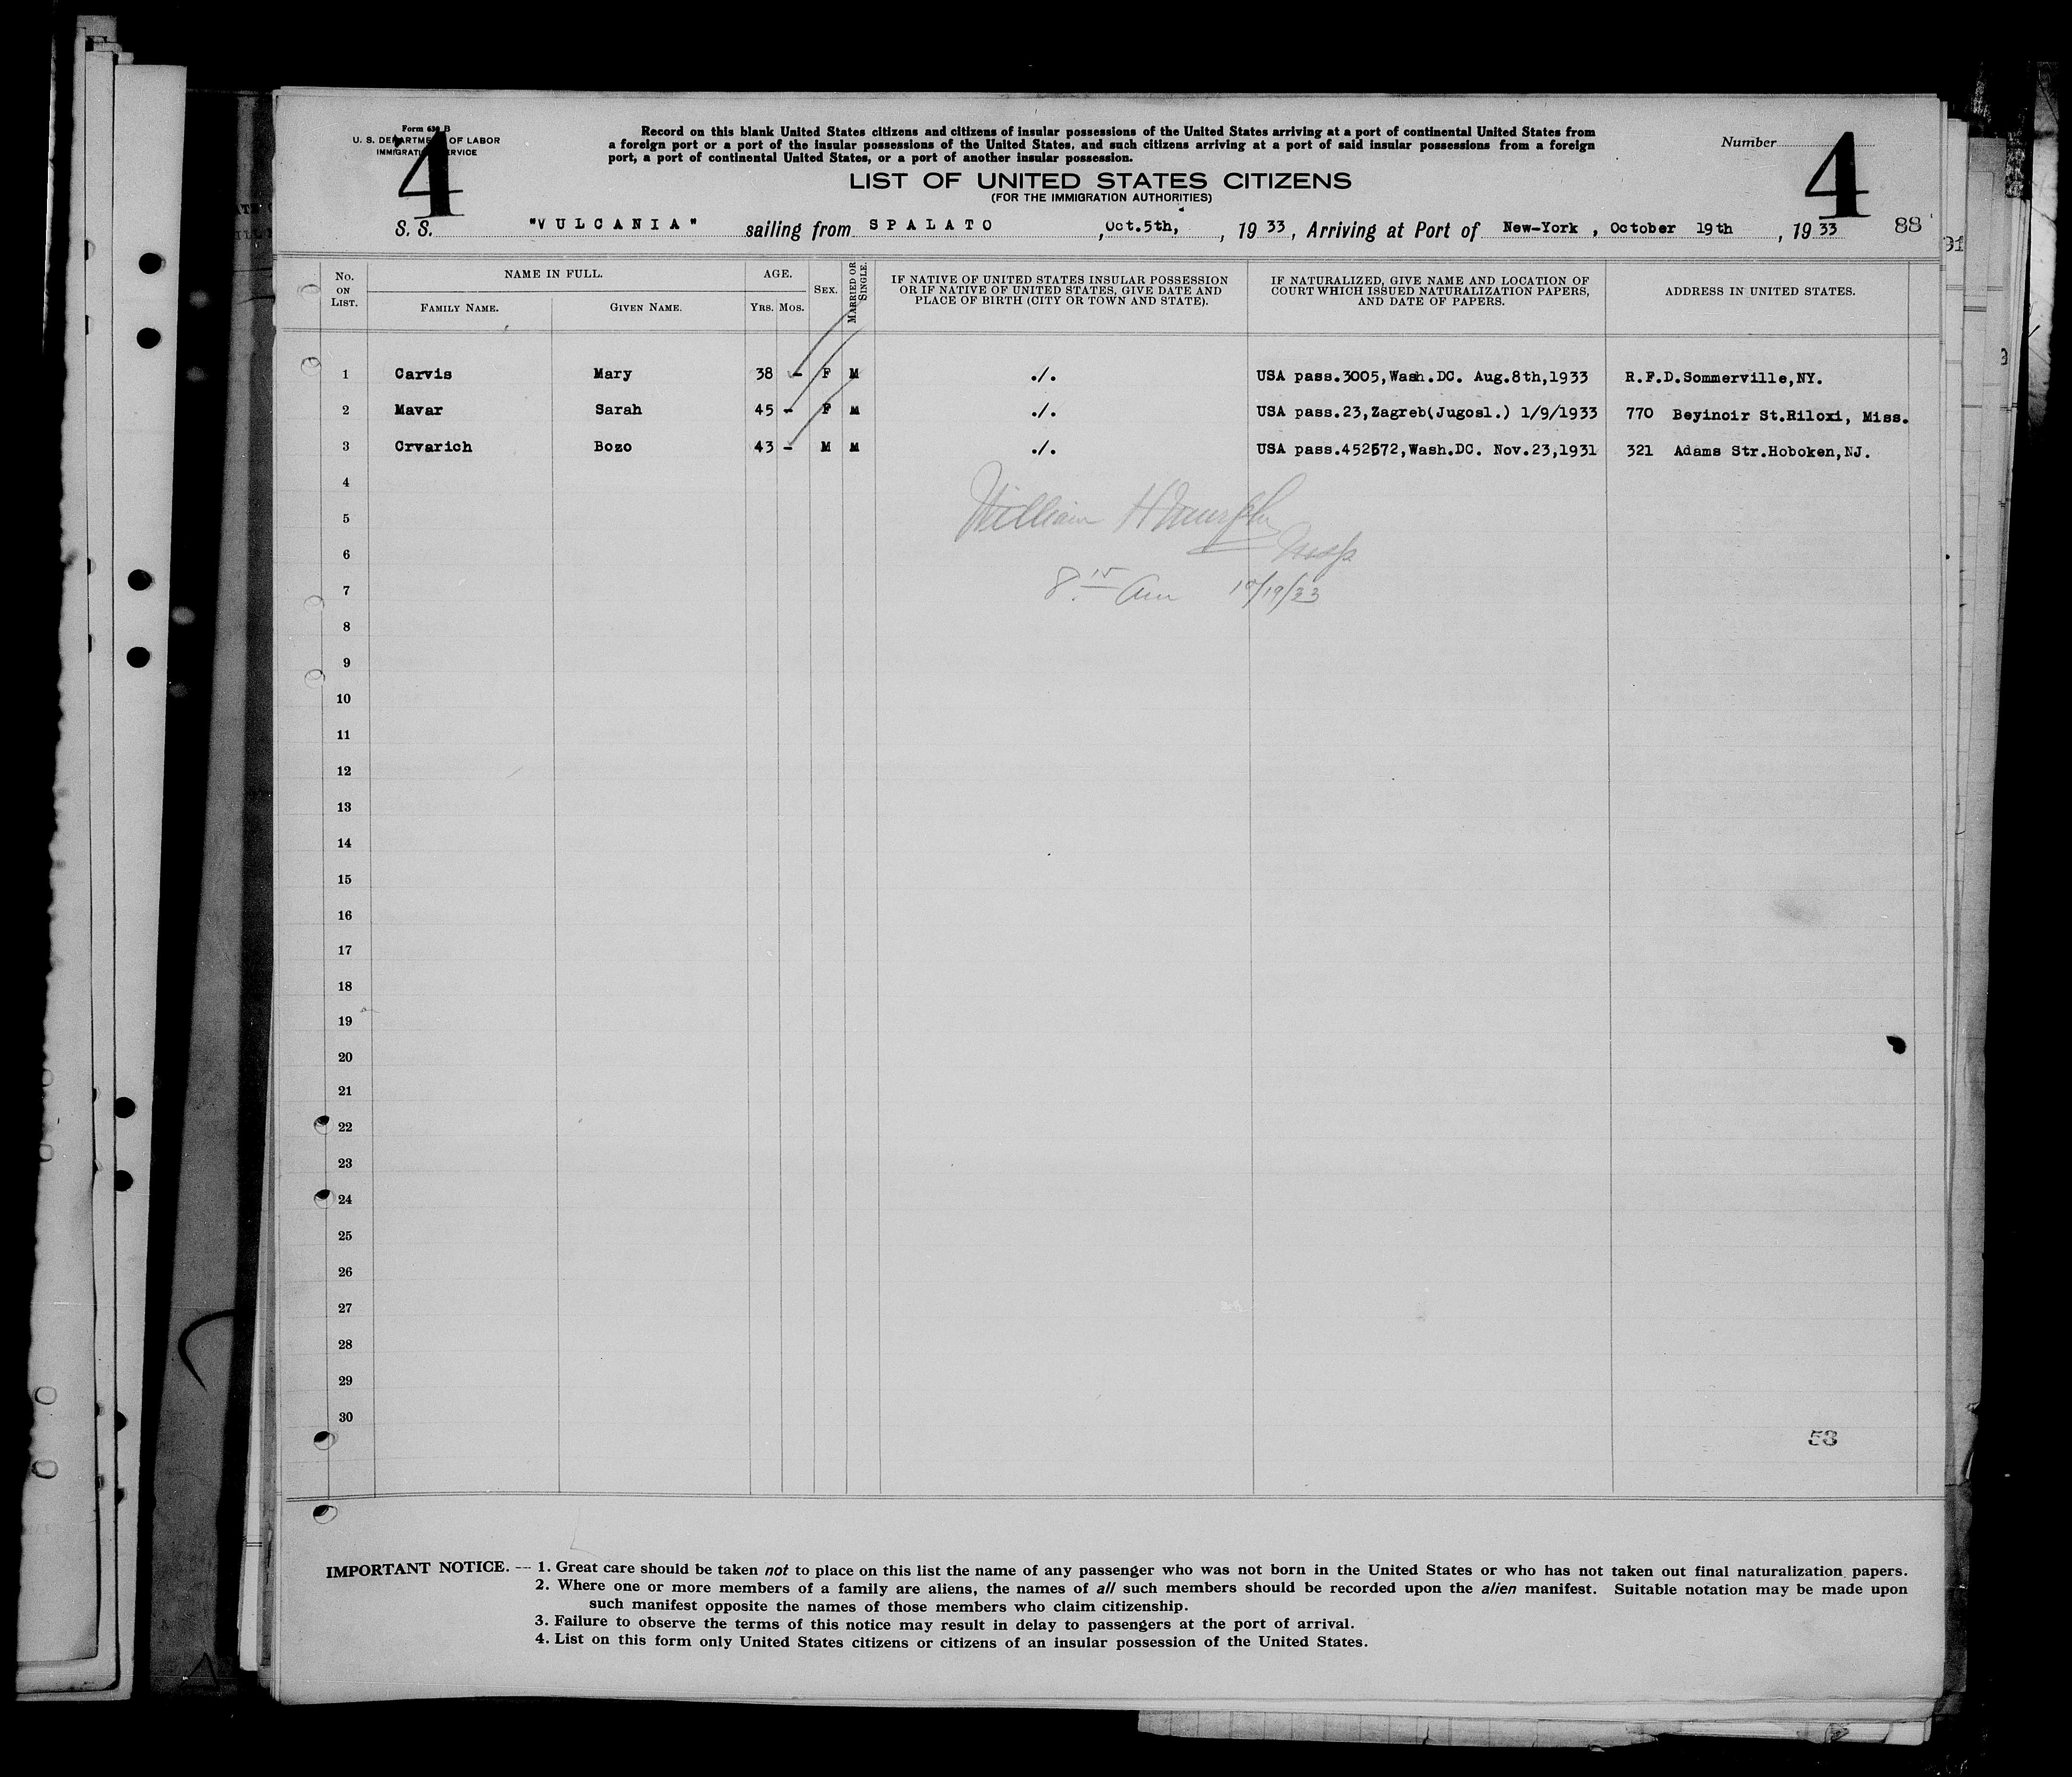 Form 630 B
U. S. DEPARTMENT OF LABOR
IMMIGRATION SERVICE
4
Record on this blank United States citizens and citizens of insular possessions of the United States arriving at a port of continental United States from
a foreign port or a port of the insular possessions of the United States, and such citizens arriving at a port of said insular possessions from a foreign
port, a port of continental United States, or a port of another insular possession.
Number
4
LIST OF UNITED STATES CITIZENS
(FOR THE IMMIGRATION AUTHORITIES)
S. S. "VULCANIA" sailing from SPALATO, Oct.5th, , 19 33, Arriving at Port of New-York , October 19th , 19 33 88
91
No. ON LIST. NAME IN FULL. AGE. SEX. MARRIED OR SINGLE. IF NATIVE OF UNITED STATES INSULAR POSSESSION OR IF NATIVE OF UNITED STATES, GIVE DATE AND PLACE OF BIRTH (CITY OR TOWN AND STATE). IF NATURALIZED, GIVE NAME AND LOCATION OF COURT WHICH ISSUED NATURALIZATION PAPERS, AND DATE OF PAPERS. ADDRESS IN UNITED STATES.
FAMILY NAME. GIVEN NAME. YRS. MOS.
1 Carvis Mary 38 - F M ./. USA pass.3005,Wash.DC. Aug.8th,1933 R.F.D.Sommerville,NY.
2 Mavar Sarah 45 - F M ./. USA pass.23,Zagreb(Jugosl.) 1/9/1933 770 Beyinoir St.Riloxi, Miss.
3 Crvarich Bozo 43 - M M ./. USA pass.452572,Wash.DC. Nov.23,1931 321 Adams Str.Hoboken,NJ.
4
5 William H Murphy
6 Insp
7 8.15 Am 10/19/33
8
9
10
11
12
13
14
15
16
17
18
19
20
21
22
23
24
25
26
27
28
29
30
53
IMPORTANT NOTICE. — 1. Great care should be taken not to place on this list the name of any passenger who was not born in the United States or who has not taken out final naturalization papers.
2. Where one or more members of a family are aliens, the names of all such members should be recorded upon the alien manifest. Suitable notation may be made upon
such manifest opposite the names of those members who claim citizenship.
3. Failure to observe the terms of this notice may result in delay to passengers at the port of arrival.
4. List on this form only United States citizens or citizens of an insular possession of the United States.